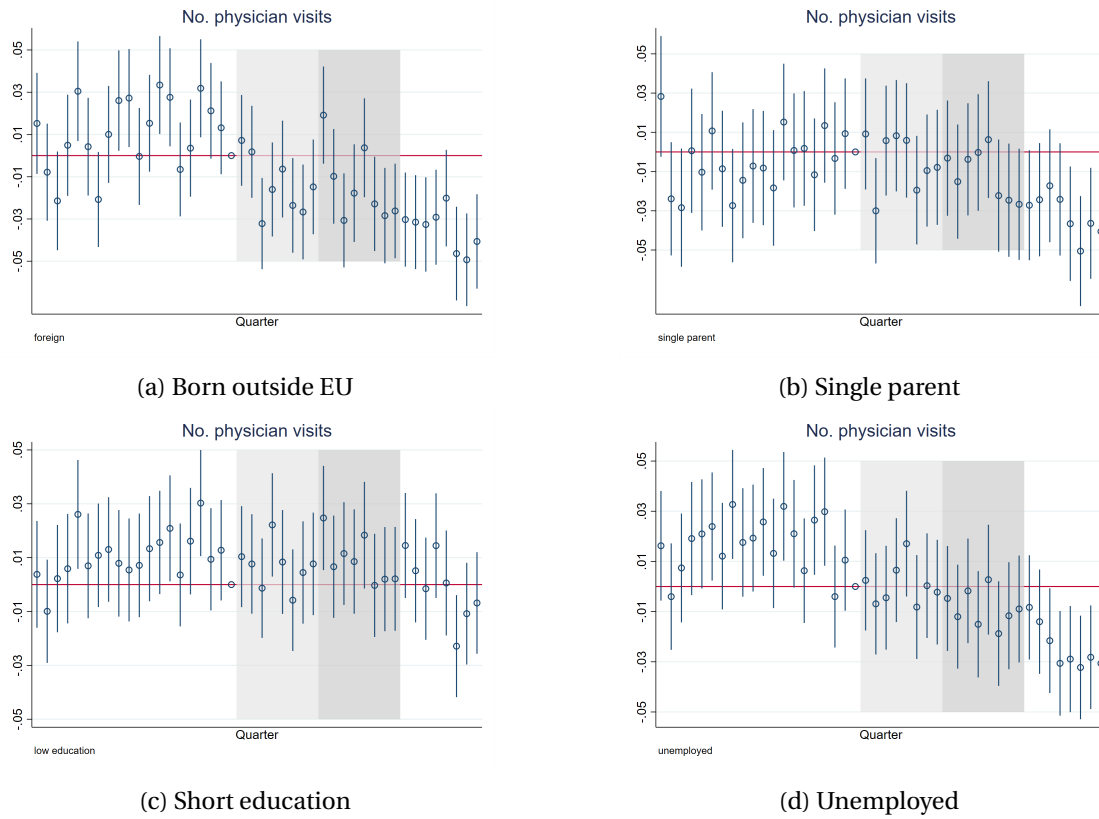 No. physician visits
.05
.03
.01
-.01
-.03
-.05
Quarter
foreign
(a) Born outside EU
No. physician visits
.05
.03
.01
-.01
-.03
-.05
Quarter
single parent
(b) Single parent
No. physician visits
.05
.03
.01
-.01
-.03
-.05
Quarter
low education
(c) Short education
No. physician visits
.05
.03
.01
-.01
-.03
-.05
Quarter
unemployed
(d) Unemployed